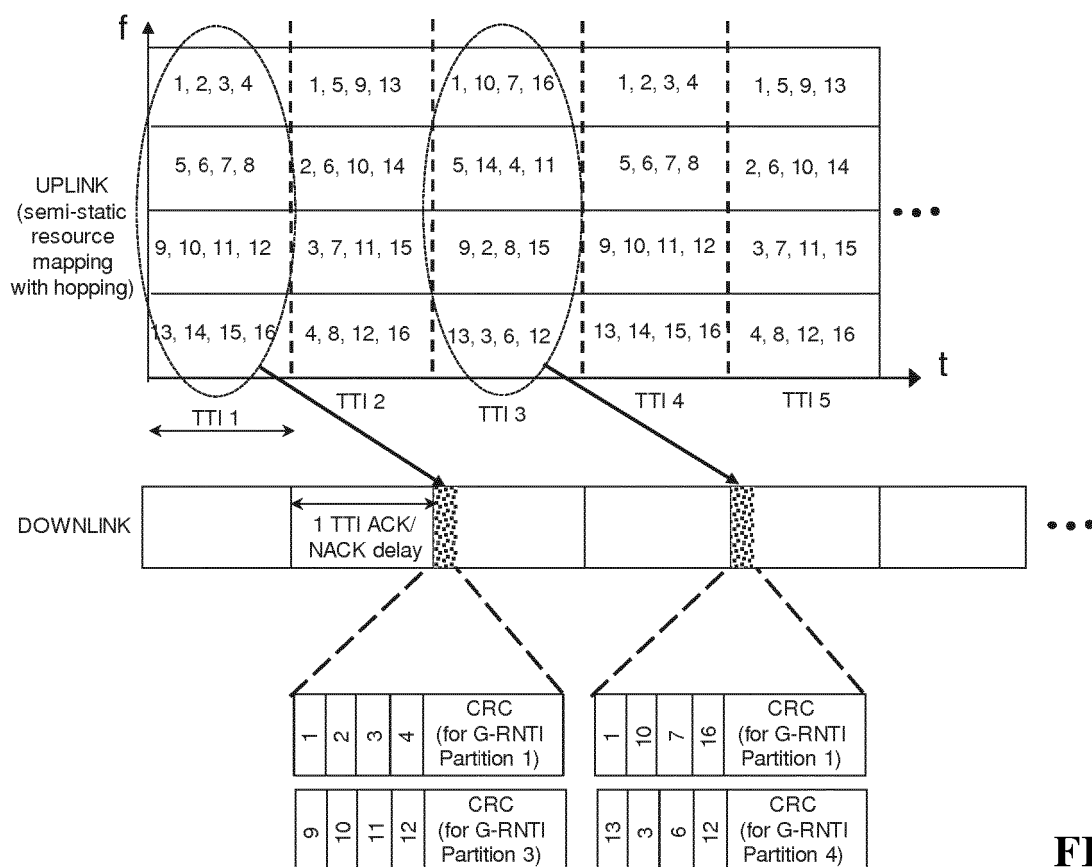 f
1, 2, 3, 4
1, 5, 9, 13
1, 10, 7, 16
1, 2, 3, 4
1, 5, 9, 13
5, 6, 7, 8
2, 6, 10, 14
5, 14, 4, 11
5, 6, 7, 8
2, 6, 10, 14
UPLINK
(semi-static
resource
mapping
with hopping)
9, 10, 11, 12
3, 7, 11, 15
9, 2, 8, 15
9, 10, 11, 12
3, 7, 11, 15
13, 14, 15, 16
4, 8, 12, 16
13, 3, 6, 12
13, 14, 15, 16
4, 8, 12, 16
t
TTI 1
TTI 2
TTI 3
TTI 4
TTI 5
DOWNLINK
1 TTI ACK/
NACK delay
1
2
3
4
CRC
(for G-RNTI
Partition 1)
1
10
7
16
CRC
(for G-RNTI
Partition 1)
9
10
11
12
CRC
(for G-RNTI
Partition 3)
13
3
6
12
CRC
(for G-RNTI
Partition 4)